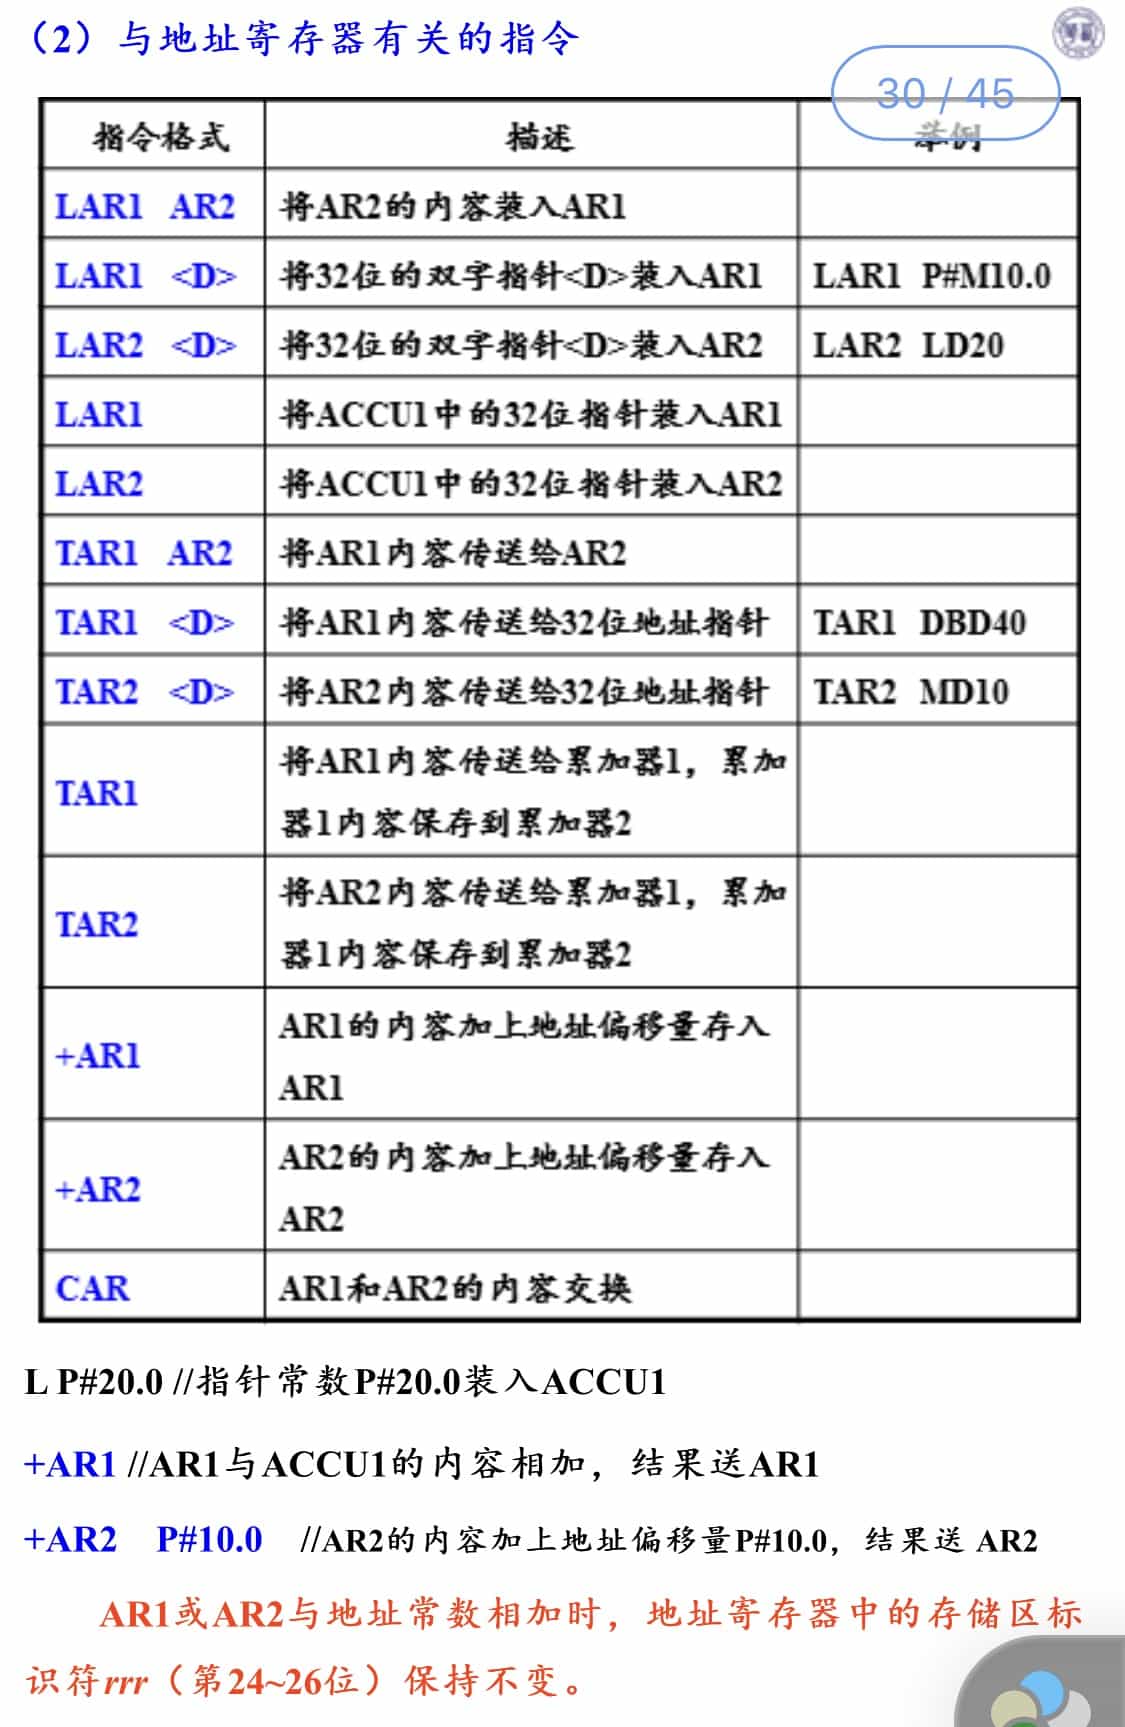 （2）与地址寄存器有关的指令
30 / 45
指令格式 描述 举例
LAR1 AR2 将AR2的内容装入AR1
LAR1 <D> 将32位的双字指针<D>装入AR1 LAR1 P#M10.0
LAR2 <D> 将32位的双字指针<D>装入AR2 LAR2 LD20
LAR1 将ACCU1中的32位指针装入AR1
LAR2 将ACCU1中的32位指针装入AR2
TAR1 AR2 将AR1内容传送给AR2
TAR1 <D> 将AR1内容传送给32位地址指针 TAR1 DBD40
TAR2 <D> 将AR2内容传送给32位地址指针 TAR2 MD10
TAR1 将AR1内容传送给累加器1，累加
器1内容保存到累加器2
TAR2 将AR2内容传送给累加器1，累加
器1内容保存到累加器2
+AR1 AR1的内容加上地址偏移量存入
AR1
+AR2 AR2的内容加上地址偏移量存入
AR2
CAR AR1和AR2的内容交换
L P#20.0 //指针常数P#20.0装入ACCU1
+AR1 //AR1与ACCU1的内容相加，结果送AR1
+AR2 P#10.0 //AR2的内容加上地址偏移量P#10.0，结果送 AR2
AR1或AR2与地址常数相加时，地址寄存器中的存储区标
识符rrr（第24~26位）保持不变。